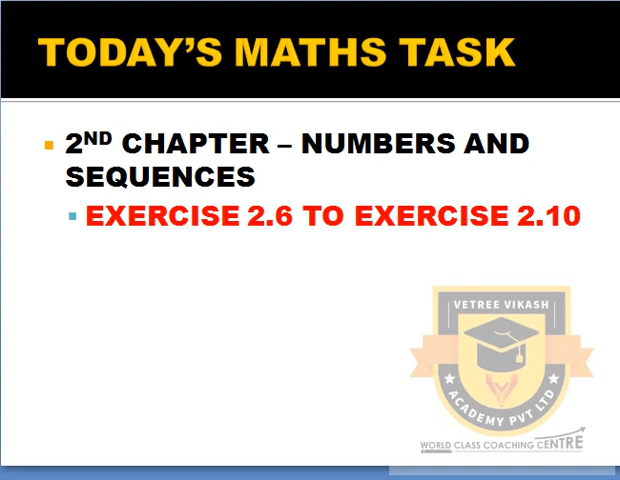 TODAY'S MATHS TASK
2ND CHAPTER – NUMBERS AND
SEQUENCES
EXERCISE 2.6 TO EXERCISE 2.10
VETREE VIKASH
ACADEMY PVT LTD
WORLD CLASS COACHING CENTRE